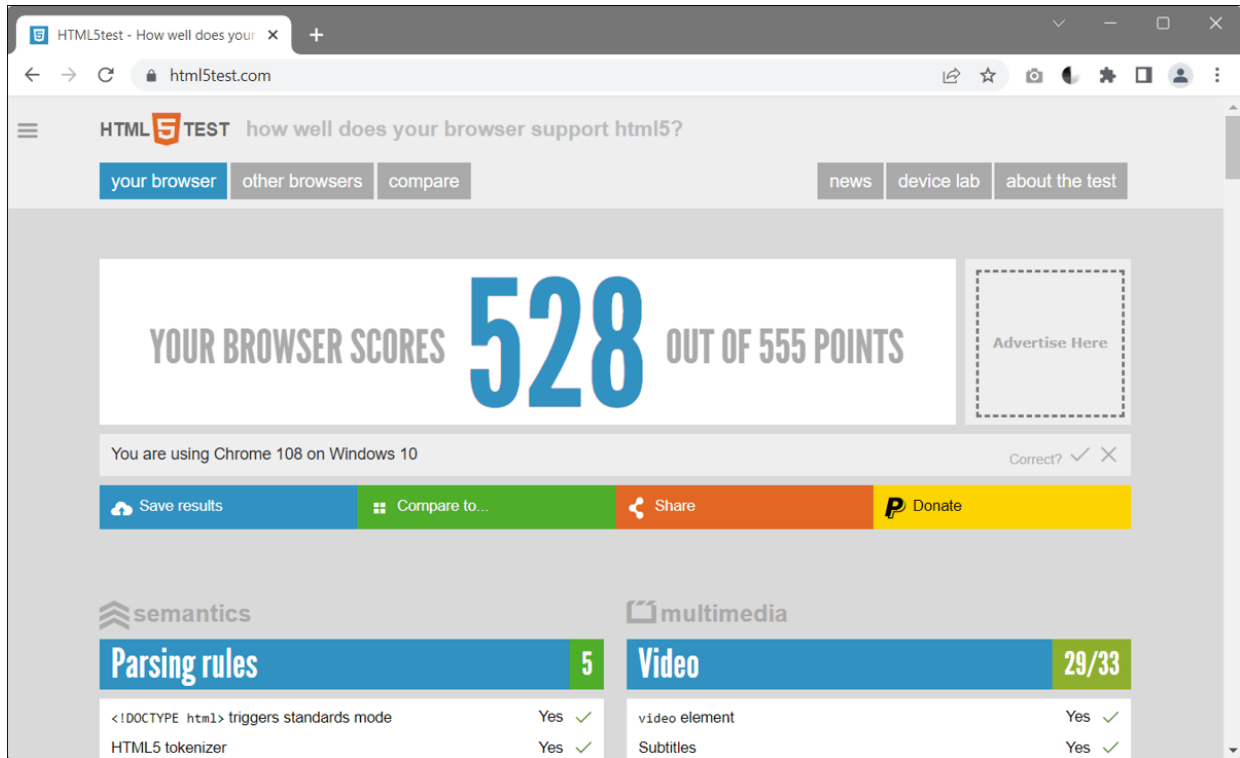 HTML5test - How well does your
html5test.com
HTML 5 TEST how well does your browser support html5?
your browser other browsers compare news device lab about the test
YOUR BROWSER SCORES 528 OUT OF 555 POINTS
Advertise Here
You are using Chrome 108 on Windows 10 Correct?
Save results Compare to... Share Donate
semantics multimedia
Parsing rules 5 Video 29/33
<!DOCTYPE html> triggers standards mode Yes video element Yes
HTML5 tokenizer Yes Subtitles Yes